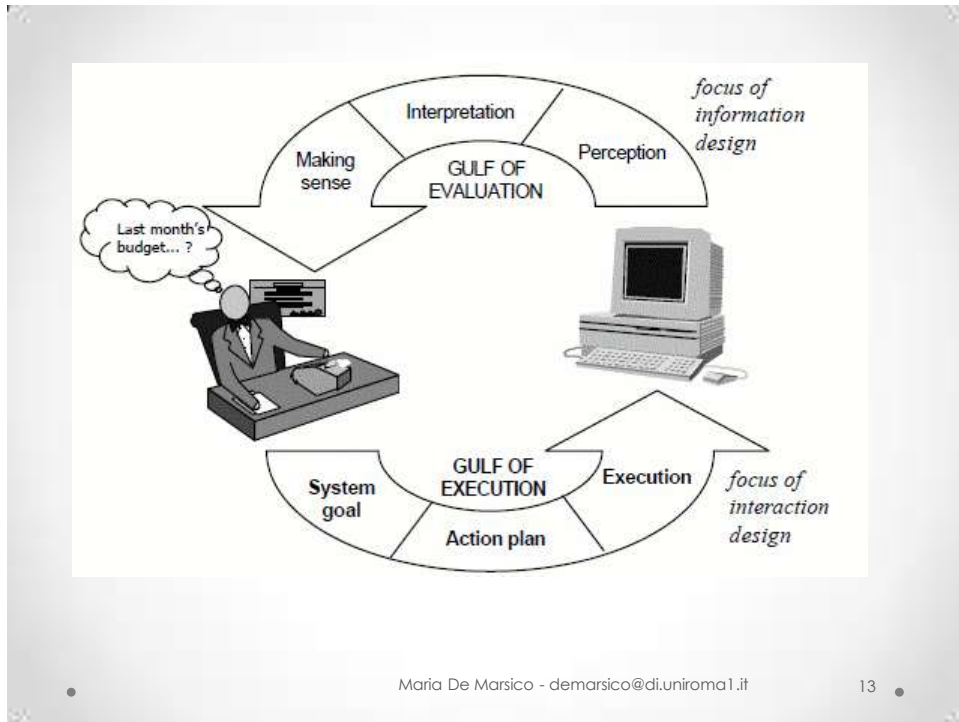 focus of
information
design
Interpretation
Perception
Making
sense
GULF OF
EVALUATION
Last month's
budget... ?
GULF OF
EXECUTION
System
goal
Action plan
Execution
focus of
interaction
design
Maria De Marsico - demarsico@di.uniroma1.it
13